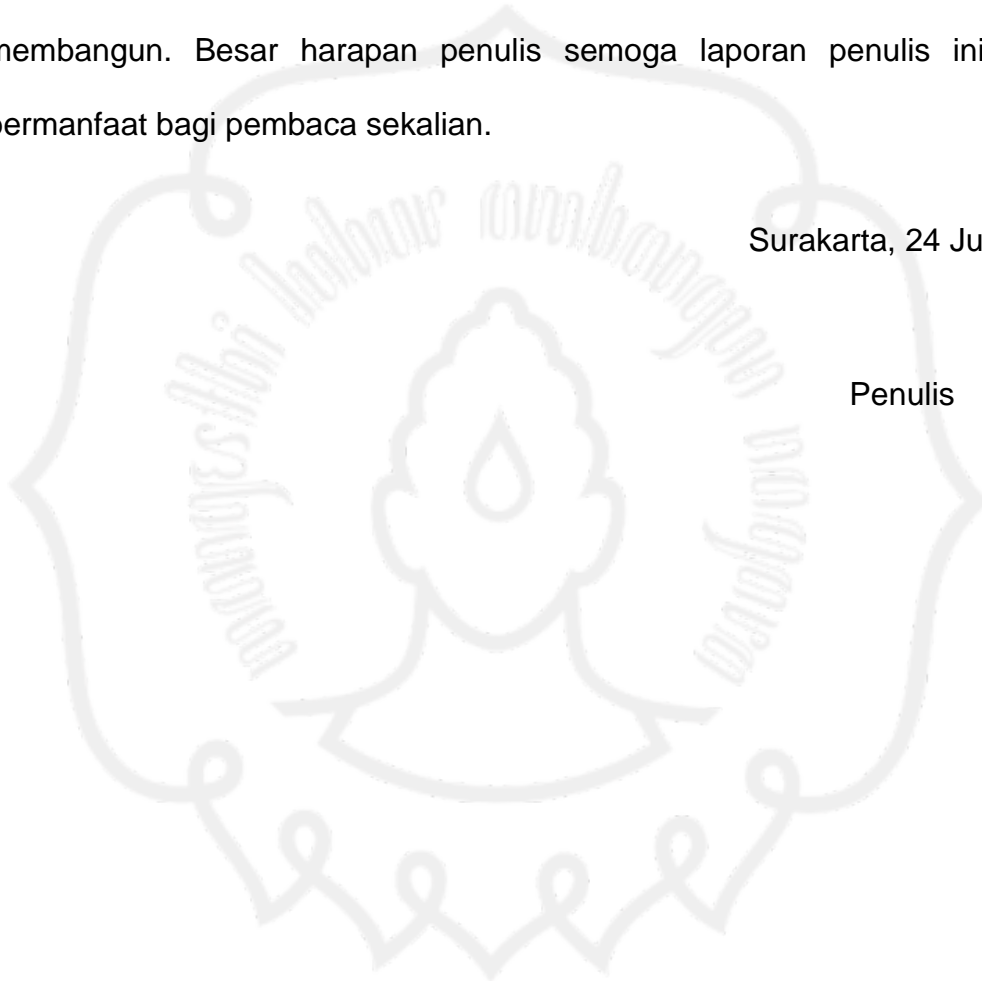 membangun. Besar harapan penulis semoga laporan penulis ini
bermanfaat bagi pembaca sekalian.
Surakarta, 24 Ju
Penulis